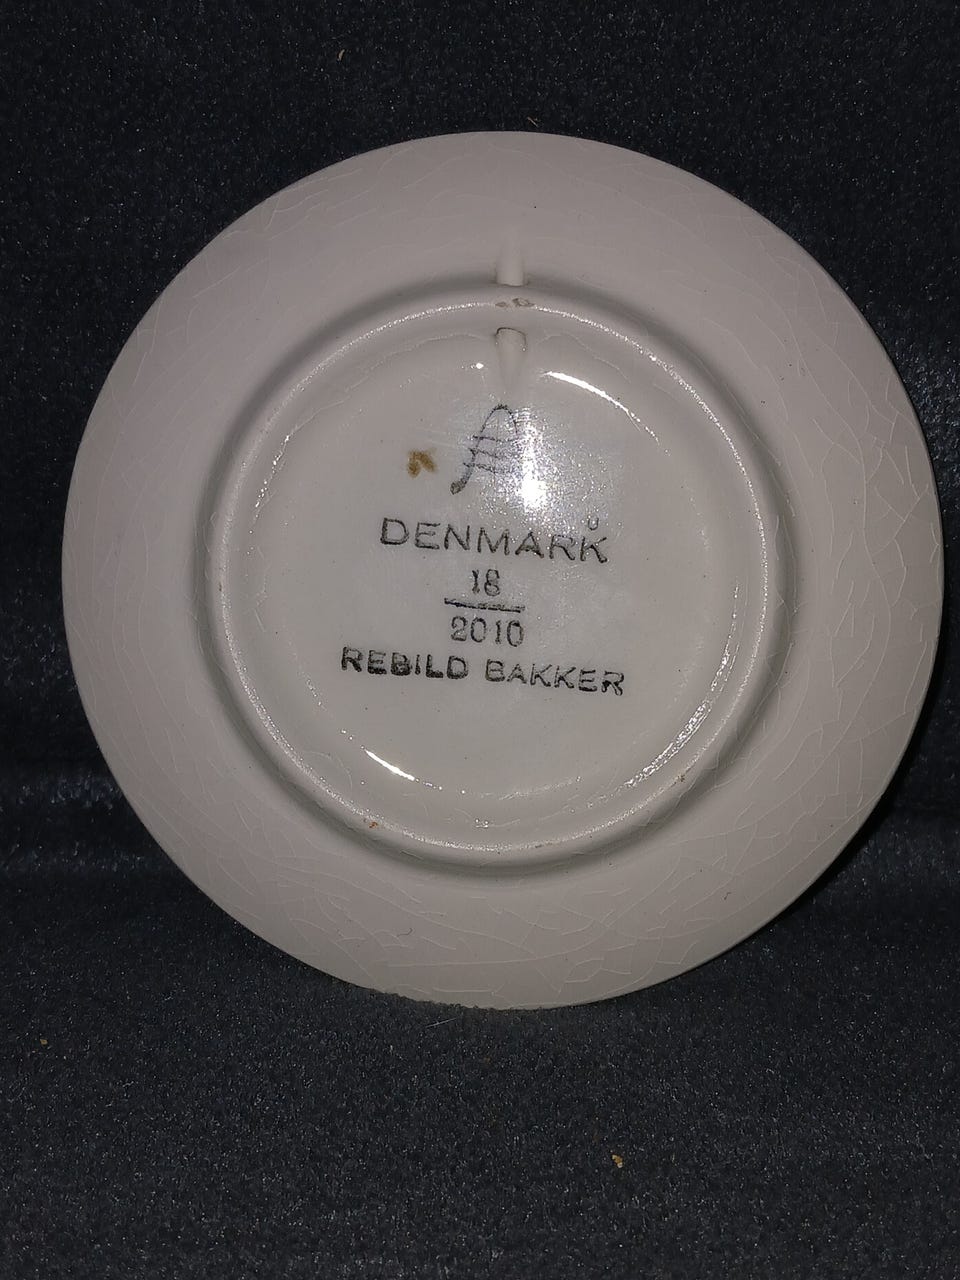 DENMARK
18
2010
REBILD BAKKER